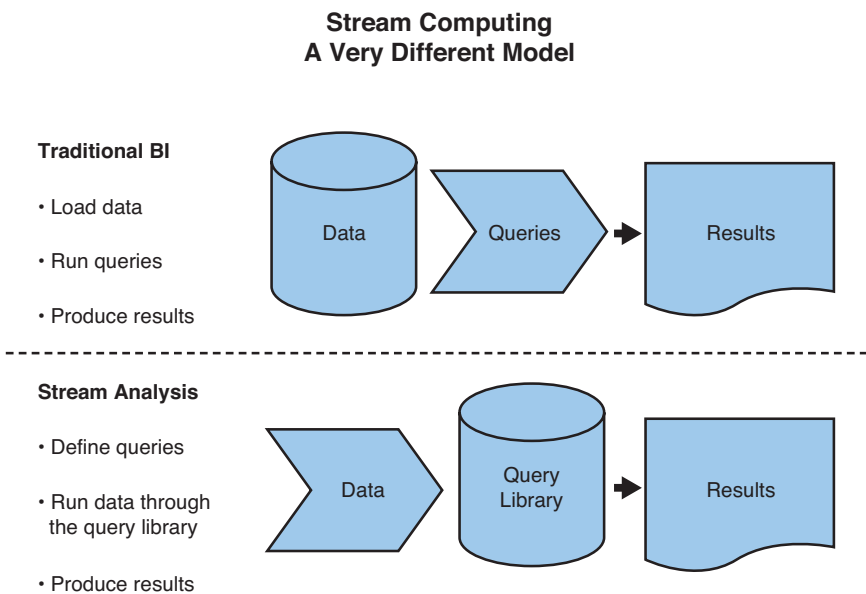 Stream Computing
A Very Different Model
Traditional BI
• Load data
• Run queries
• Produce results
Data
Queries
Results
Stream Analysis
• Define queries
• Run data through
the query library
• Produce results
Data
Query
Library
Results